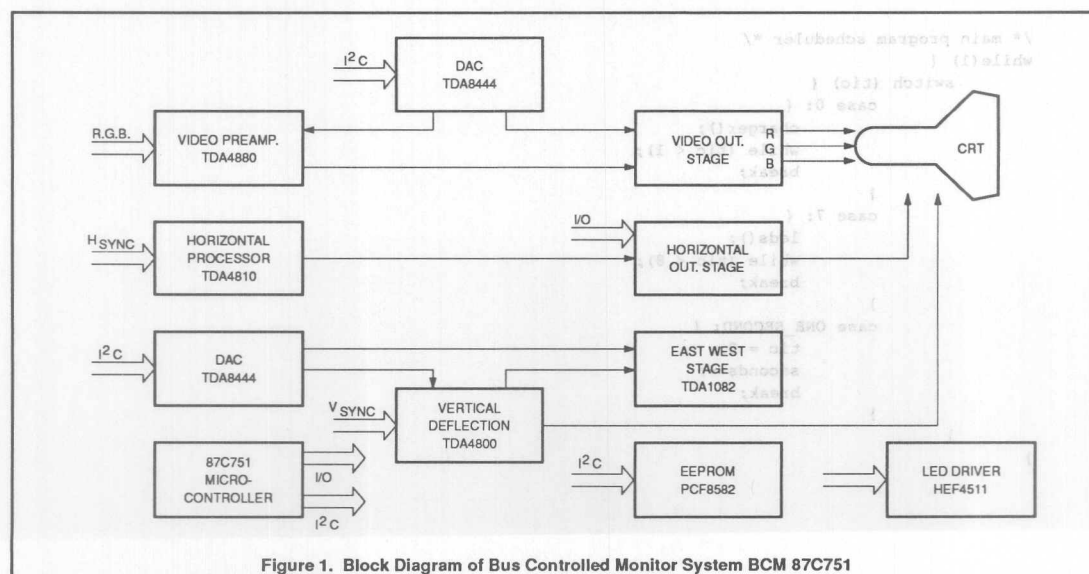 I²C
DAC
TDA8444
R.G.B.
VIDEO PREAMP.
TDA4880
VIDEO OUT.
STAGE
R
G
B
CRT
H SYNC
HORIZONTAL
PROCESSOR
TDA4810
I/O
HORIZONTAL
OUT. STAGE
I²C
DAC
TDA8444
EAST WEST
STAGE
TDA1082
V SYNC
VERTICAL
DEFLECTION
TDA4800
87C751
MICRO-
CONTROLLER
I/O
I²C
I²C
EEPROM
PCF8582
LED DRIVER
HEF4511
/* main program scheduler */
while(1) {
switch (tic) {
case 0: {
break;
}
case 7: {
leds();
break;
}
case ONE_SECOND: {
break;
}
}
Figure 1. Block Diagram of Bus Controlled Monitor System BCM 87C751